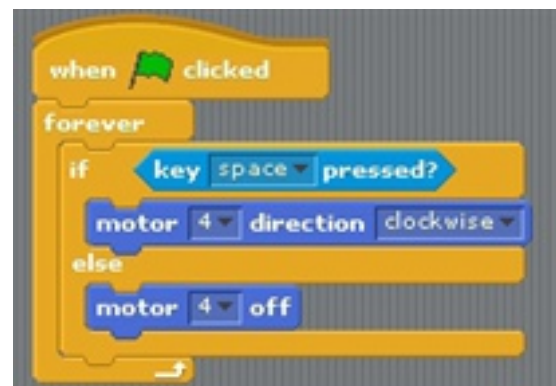 when clicked
forever
if key space pressed?
motor 4 direction clockwise
else
motor 4 off